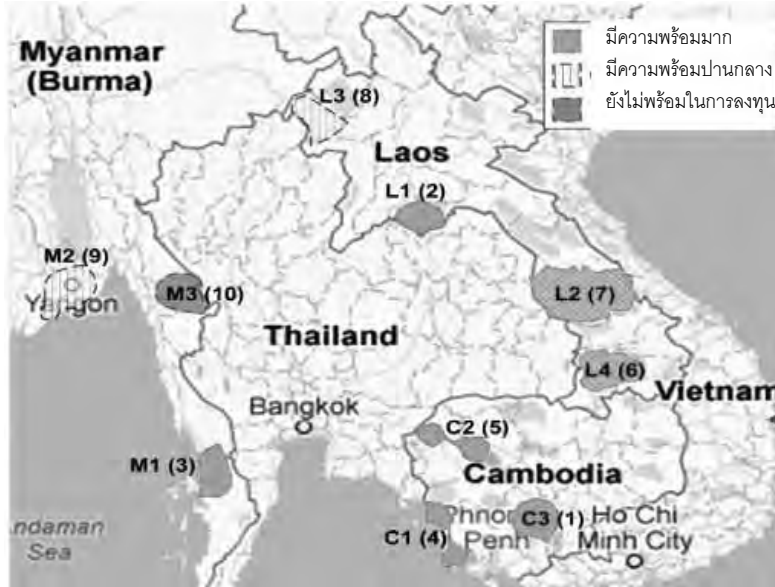 มีความพร้อมมาก
มีความพร้อมปานกลาง
ยังไม่พร้อมในการลงทุน
Myanmar
(Burma)
L3 (8)
Laos
L1 (2)
M2 (9)
Yangon
M3 (10)
L2 (7)
Thailand
L4 (6)
Vietnam
Bangkok
C2 (5)
M1 (3)
Cambodia
C3 (1)
Phnom
Penh
Ho Chi
Minh City
C1 (4)
Andaman
Sea